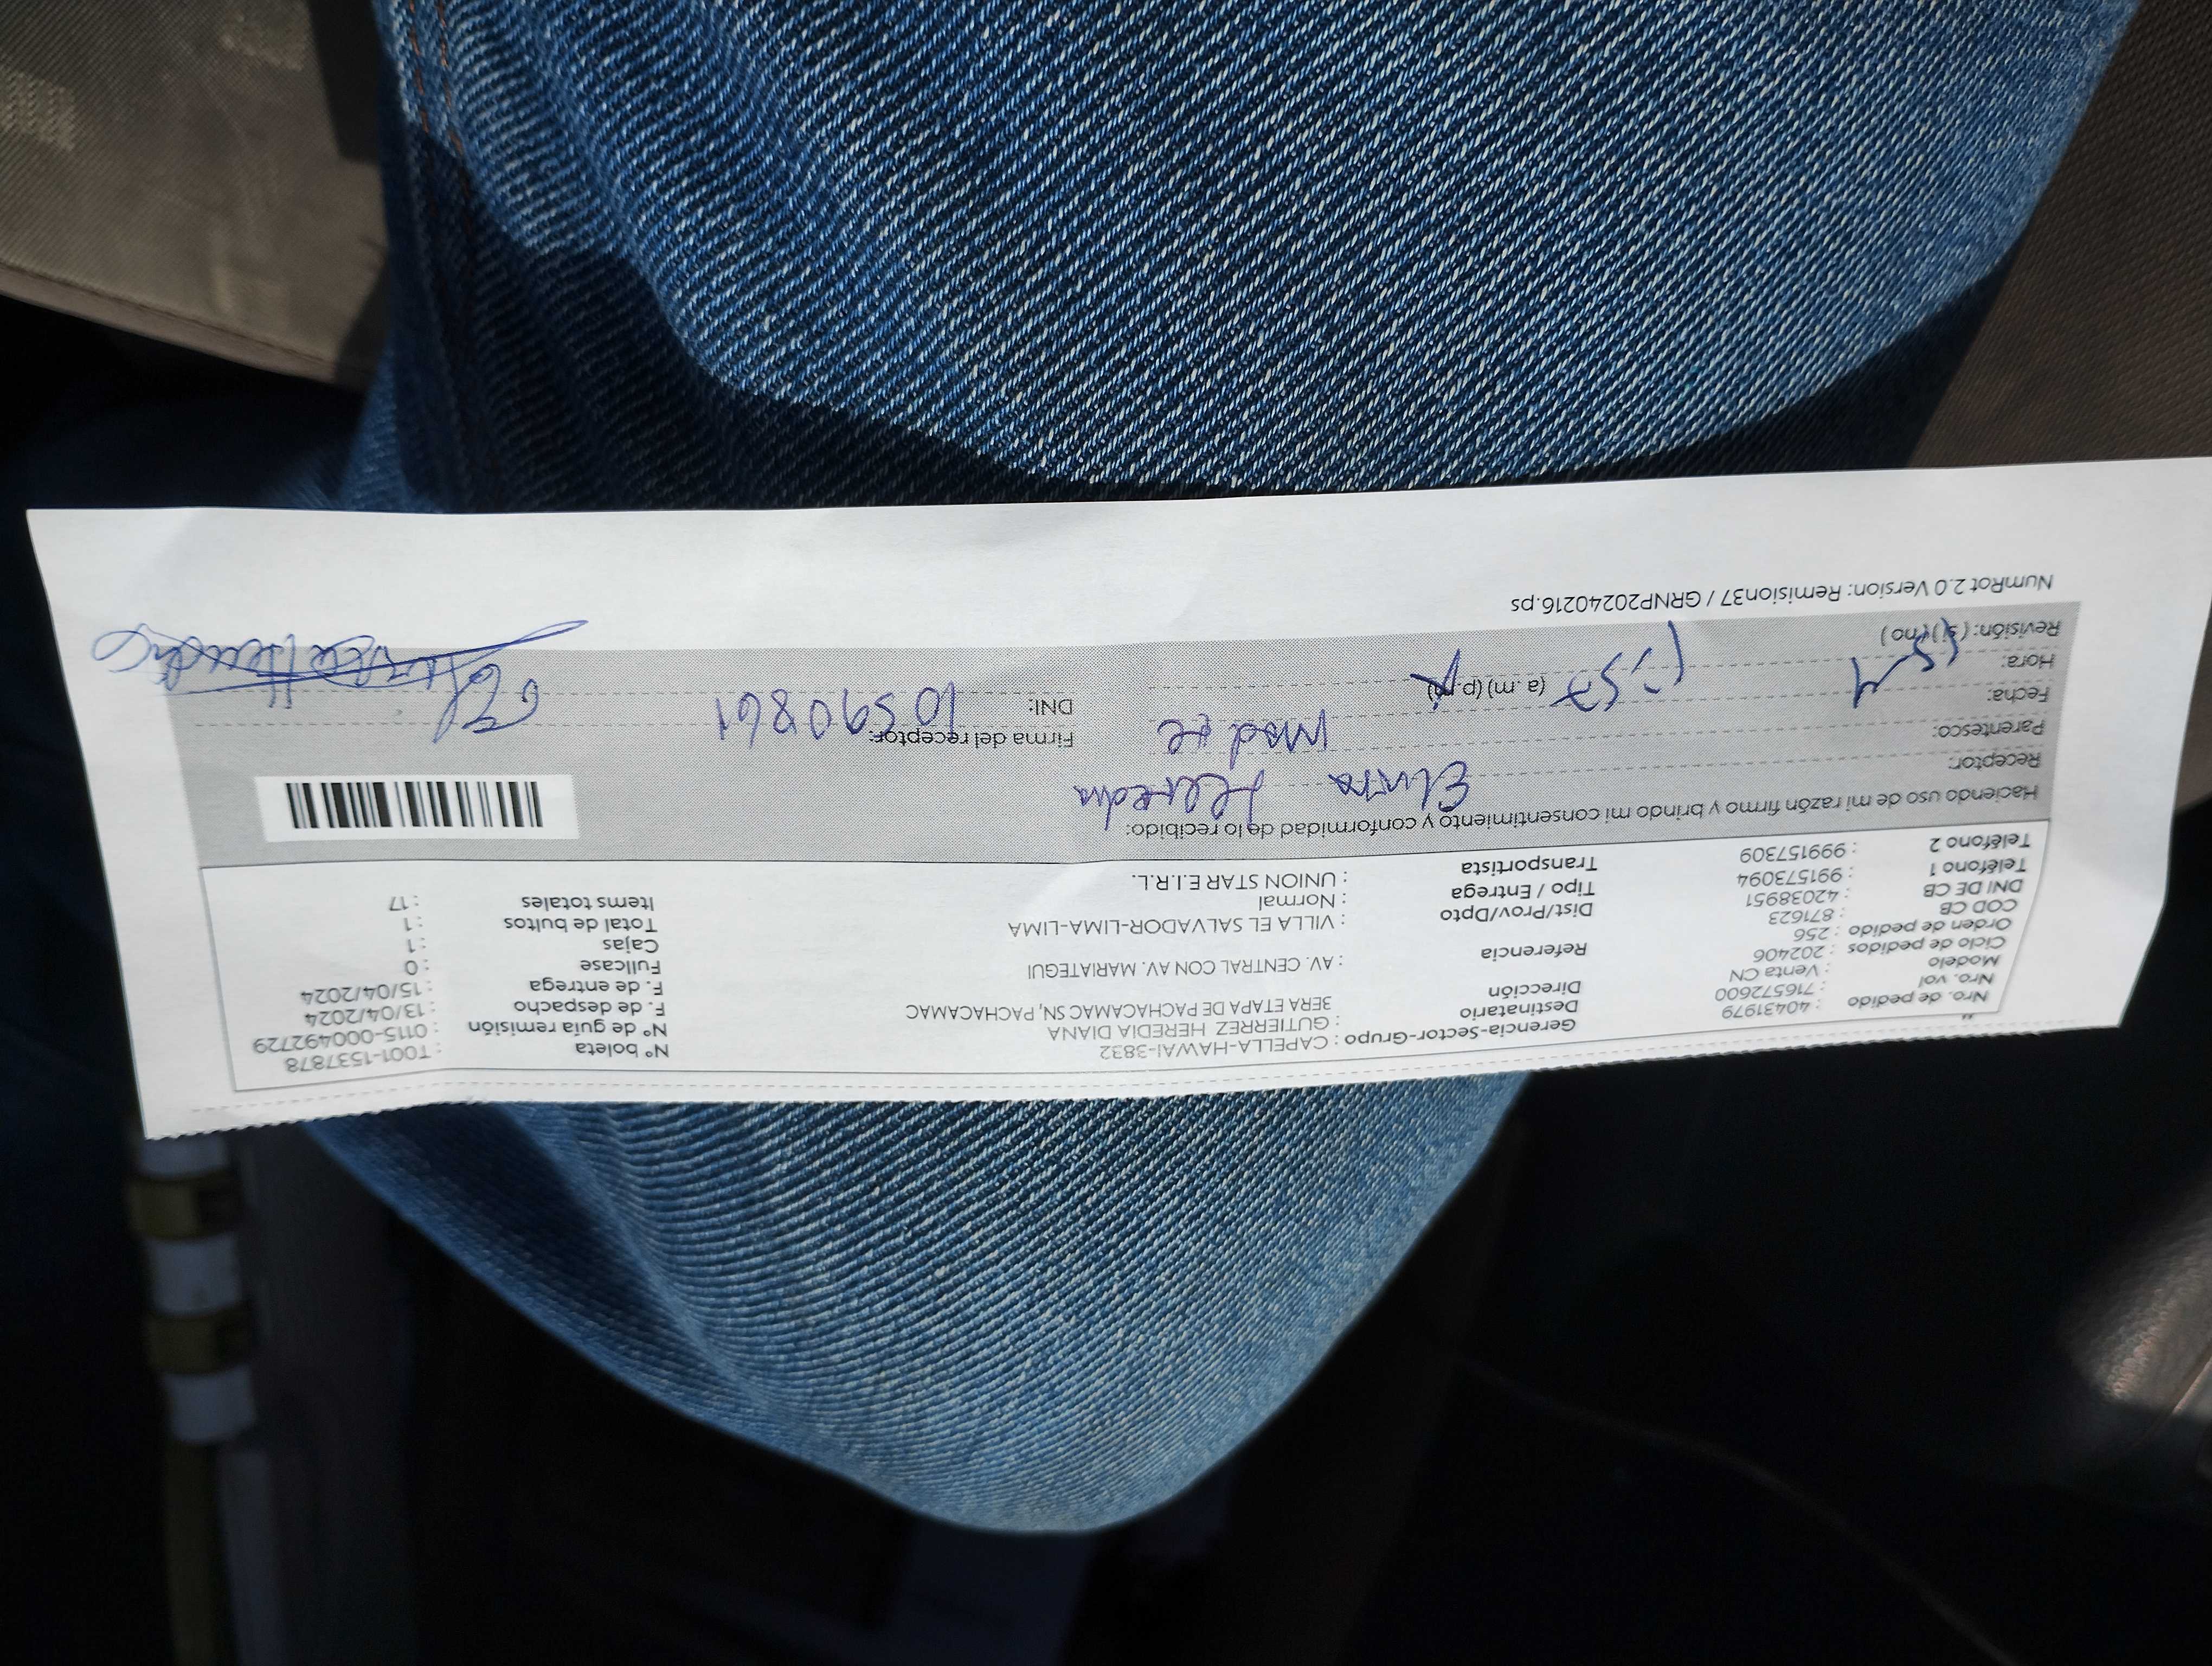 Nro. de pedido : 40431979
Nro. vol : 716572600
Modelo : Venta CN
Ciclo de pedidos : 202406
Orden de pedido : 256
COD CB : 871623
DNI DE CB : 42038951
Teléfono 1 : 991573094
Teléfono 2 : 999157309
Gerencia-Sector-Grupo : CAPELLA-HAWAI-3832
Destinatario : GUTIERREZ HEREDIA DIANA
Dirección 3ERA ETAPA DE PACHACAMAC SN, PACHACAMAC
: AV. CENTRAL CON AV. MARIATEGUI
Referencia
Dist/Prov/Dpto : VILLA EL SALVADOR-LIMA-LIMA
Tipo / Entrega : Normal
Transportista : UNION STAR E.I.R.L.
Nº boleta : T001-1537878
Nº de guía remisión : 0115-000492729
F. de despacho : 13/04/2024
F. de entrega : 15/04/2024
Fullcase : 0
Cajas : 1
Total de bultos : 1
Items totales : 17
Haciendo uso de mi razón firmo y brindo mi consentimiento y conformidad de lo recibido:
Receptor: Elvira Heredia
Parentesco: Madre
Fecha:
Hora: (a.m) (p.m)
Revisión: (si) (no)
Firma del receptor:
DNI: 10590861
NumRot 2.0 Version: Remision37 / GRNP20240216.ps